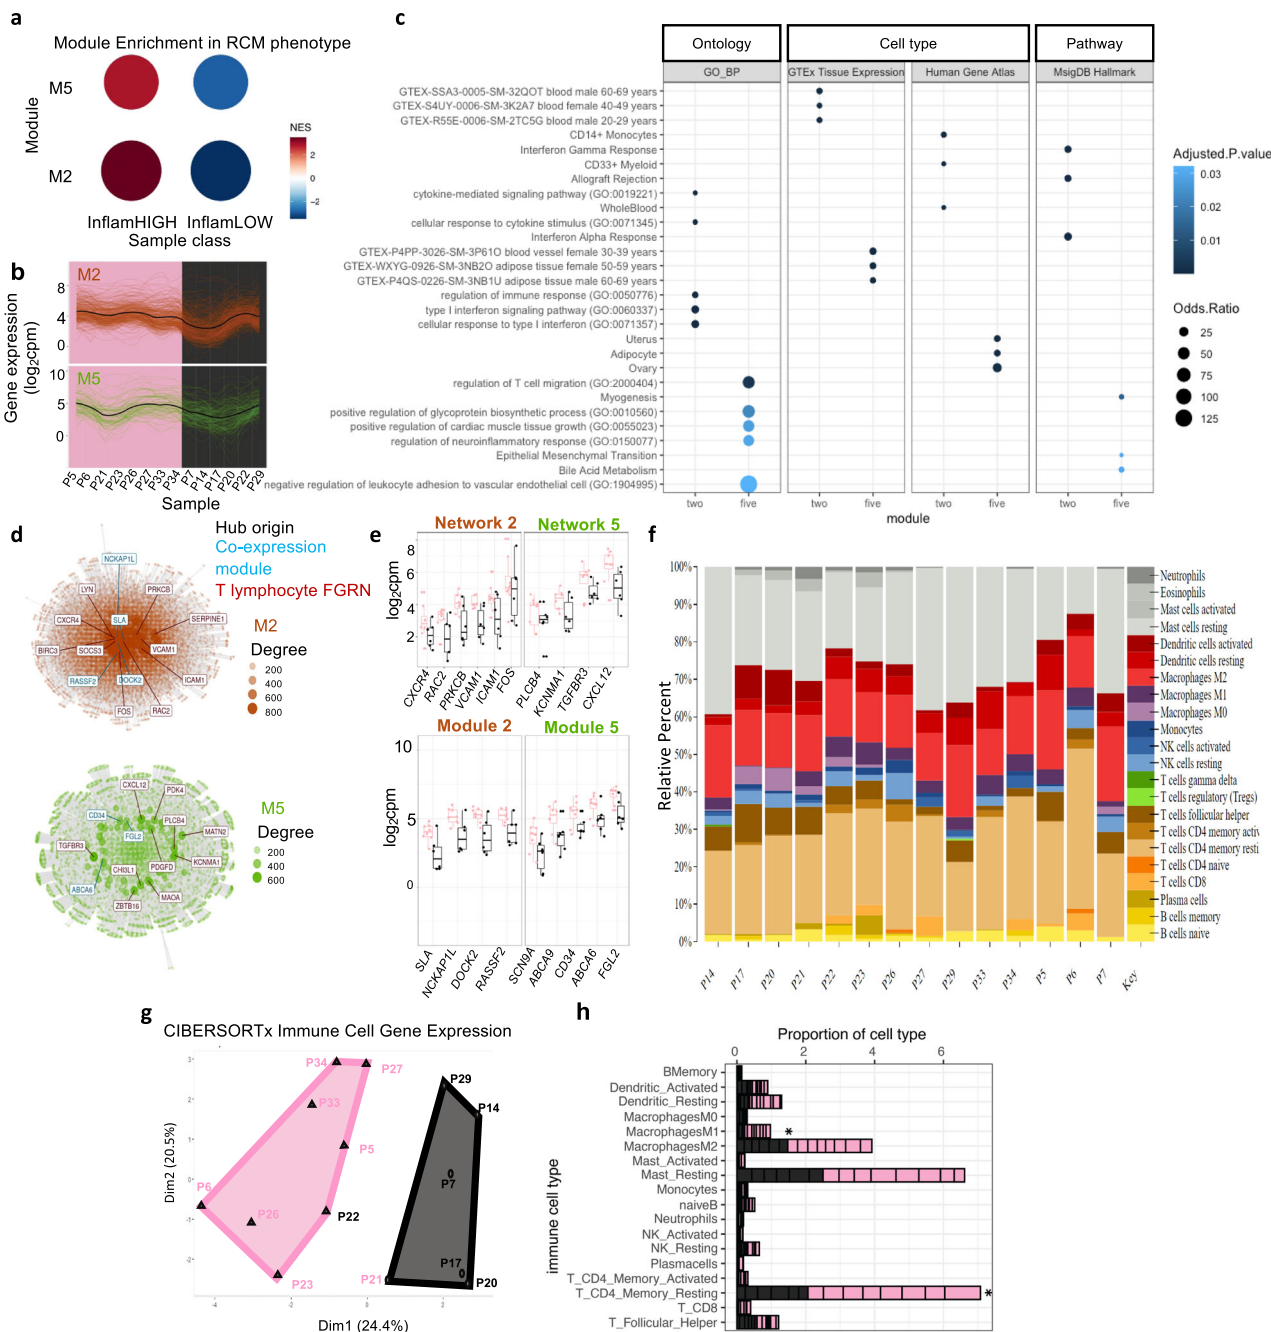 a
Module Enrichment in RCM phenotype
M5
M2
Module
NES
2
0
−2
InflamHIGH InflamLOW
Sample class
b
M2
8
4
0
M5
10
5
0
Gene expression
(log2cpm)
P5 P6 P21 P23 P26 P27 P33 P34 P7 P14 P17 P20 P22 P29
Sample
c
Ontology Cell type Pathway
GO_BP GTEx Tissue Expression Human Gene Atlas MsigDB Hallmark
GTEX-SSA3-0005-SM-32QOT blood male 60-69 years
GTEX-S4UY-0006-SM-3K2A7 blood female 40-49 years
GTEX-R55E-0006-SM-2TC5G blood male 20-29 years
CD14+ Monocytes
Interferon Gamma Response
CD33+ Myeloid
Allograft Rejection
cytokine-mediated signaling pathway (GO:0019221)
WholeBlood
cellular response to cytokine stimulus (GO:0071345)
Interferon Alpha Response
GTEX-P4PP-3026-SM-3P61O blood vessel female 30-39 years
GTEX-WXYG-0926-SM-3NB2O adipose tissue female 50-59 years
GTEX-P4QS-0226-SM-3NB1U adipose tissue male 60-69 years
regulation of immune response (GO:0050776)
type I interferon signaling pathway (GO:0060337)
cellular response to type I interferon (GO:0071357)
Uterus
Adipocyte
Ovary
regulation of T cell migration (GO:2000404)
Myogenesis
positive regulation of glycoprotein biosynthetic process (GO:0010560)
positive regulation of cardiac muscle tissue growth (GO:0055023)
regulation of neuroinflammatory response (GO:0150077)
Epithelial Mesenchymal Transition
Bile Acid Metabolism
negative regulation of leukocyte adhesion to vascular endothelial cell (GO:1904995)
two five two five two five two five
module
Adjusted.P.value
0.03
0.02
0.01
Odds.Ratio
25
50
75
100
125
d
Hub origin
Co-expression
module
T lymphocyte FGRN
NCKAP1L
LYN PRKCB
CXCR4 SLA SERPINE1
BIRC3 SOCS3 VCAM1
RASSF2 DOCK2 ICAM1
FOS RAC2
M2
Degree
200
400
600
800
CXCL12 PDK4
CD34 PLCB4
FGL2 MATN2
TGFBR3
CHI3L1 PDGFD KCNMA1
ABCA6 MAOA
ZBTB16
M5
Degree
200
400
600
e
Network 2 Network 5
8
6
4
2
log2cpm
CXCR4 RAC2 PRKCB VCAM1 ICAM1 FOS PLCB4 KCNMA1 TGFBR3 CXCL12
Module 2 Module 5
10
5
0
log2cpm
SLA NCKAP1L DOCK2 RASSF2 SCN9A ABCA9 CD34 ABCA6 FGL2
f
100%
90%
80%
70%
60%
50%
40%
30%
20%
10%
0%
Relative Percent
P14 P17 P20 P21 P22 P23 P26 P27 P29 P33 P34 P5 P6 P7 Key
Neutrophils
Eosinophils
Mast cells activated
Mast cells resting
Dendritic cells activated
Dendritic cells resting
Macrophages M2
Macrophages M1
Macrophages M0
Monocytes
NK cells activated
NK cells resting
T cells gamma delta
T cells regulatory (Tregs)
T cells follicular helper
T cells CD4 memory activ
T cells CD4 memory resti
T cells CD4 naive
T cells CD8
Plasma cells
B cells memory
B cells naive
g
CIBERSORTx Immune Cell Gene Expression
3
2
1
0
-1
-2
Dim2 (20.5%)
P34 P27
P29
P33 P14
P5
P7
P6
P26 P22
P17
P23 P21 P20
-4 -2 0 2
Dim1 (24.4%)
h
Proportion of cell type
0 2 4 6
immune cell type
BMemory
Dendritic_Activated
Dendritic_Resting
MacrophagesM0
MacrophagesM1 *
MacrophagesM2
Mast_Activated
Mast_Resting
Monocytes
naiveB
Neutrophils
NK_Activated
NK_Resting
Plasmacells
T_CD4_Memory_Activated
T_CD4_Memory_Resting *
T_CD8
T_Follicular_Helper